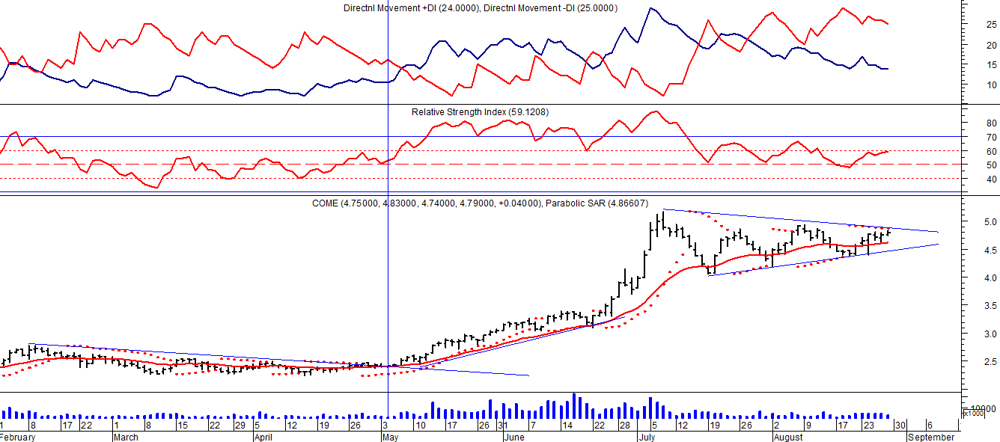 Directnl Movement +DI (24.0000), Directnl Movement -DI (25.0000)
25
20
15
10
Relative Strength Index (59.1208)
80
70
60
50
40
COME (4.75000, 4.83000, 4.74000, 4.79000, +0.04000), Parabolic SAR (4.86607)
5.0
4.5
4.0
3.5
3.0
2.5
10000
x1000
1 8 17 22 1 8 15 22 29 5 12 19 26 3 10 17 26 31 7 14 22 28 5 12 19 26 2 9 17 23 30 6
February March April May June July August September